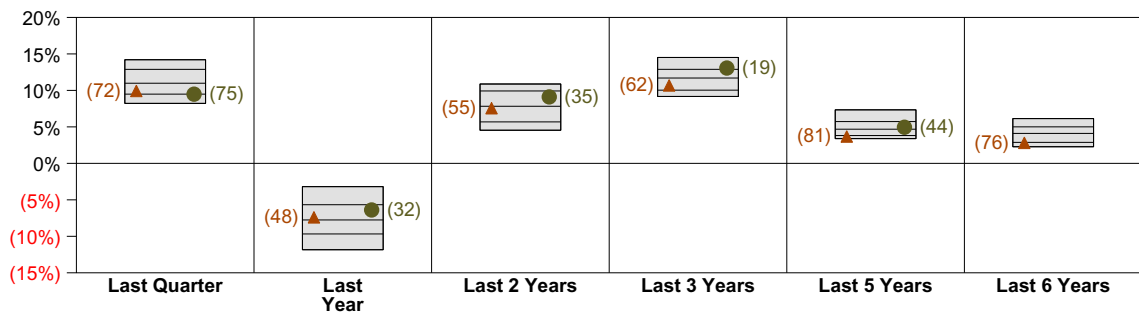 20%
15%
10%
5%
0%
(5%)
(10%)
(15%)
(72)
(75)
(48)
(32)
(55)
(35)
(62)
(19)
(81)
(44)
(76)
Last Quarter
Last
Year
Last 2 Years
Last 3 Years
Last 5 Years
Last 6 Years